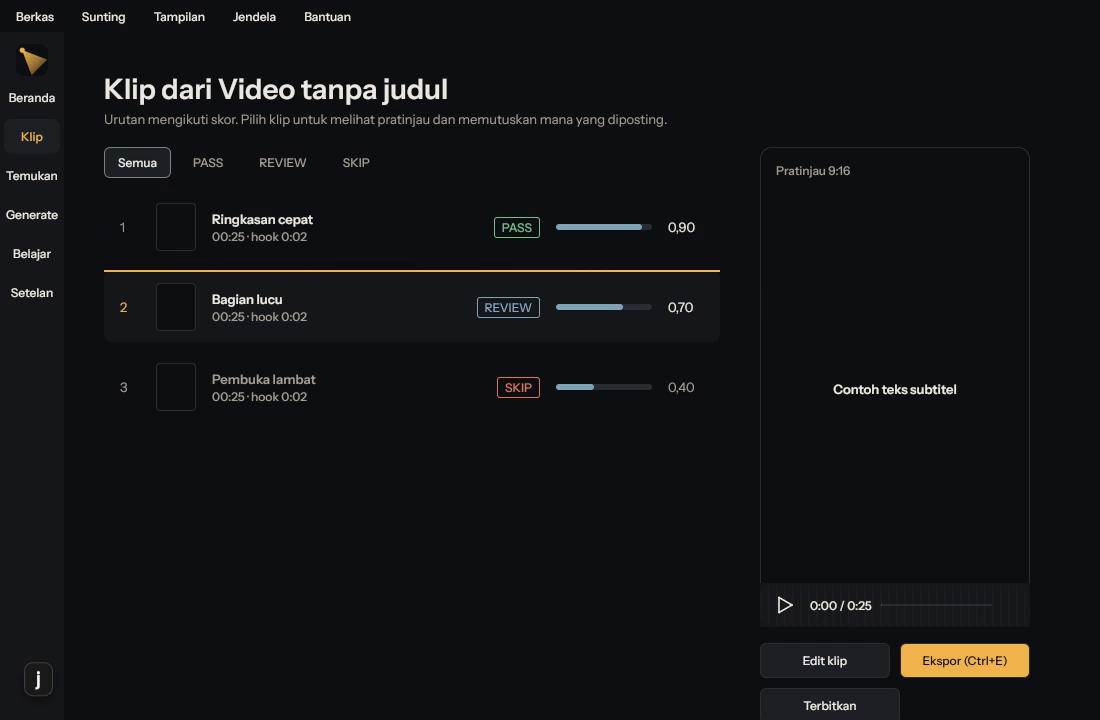 Berkas Sunting Tampilan Jendela Bantuan
Beranda
Klip
Temukan
Generate
Belajar
Setelan
j
Klip dari Video tanpa judul
Urutan mengikuti skor. Pilih klip untuk melihat pratinjau dan memutuskan mana yang diposting.
Semua PASS REVIEW SKIP
1 Ringkasan cepat PASS 0,90
00:25 · hook 0:02
2 Bagian lucu REVIEW 0,70
00:25 · hook 0:02
3 Pembuka lambat SKIP 0,40
00:25 · hook 0:02
Pratinjau 9:16
Contoh teks subtitel
0:00 / 0:25
Edit klip Ekspor (Ctrl+E)
Terbitkan